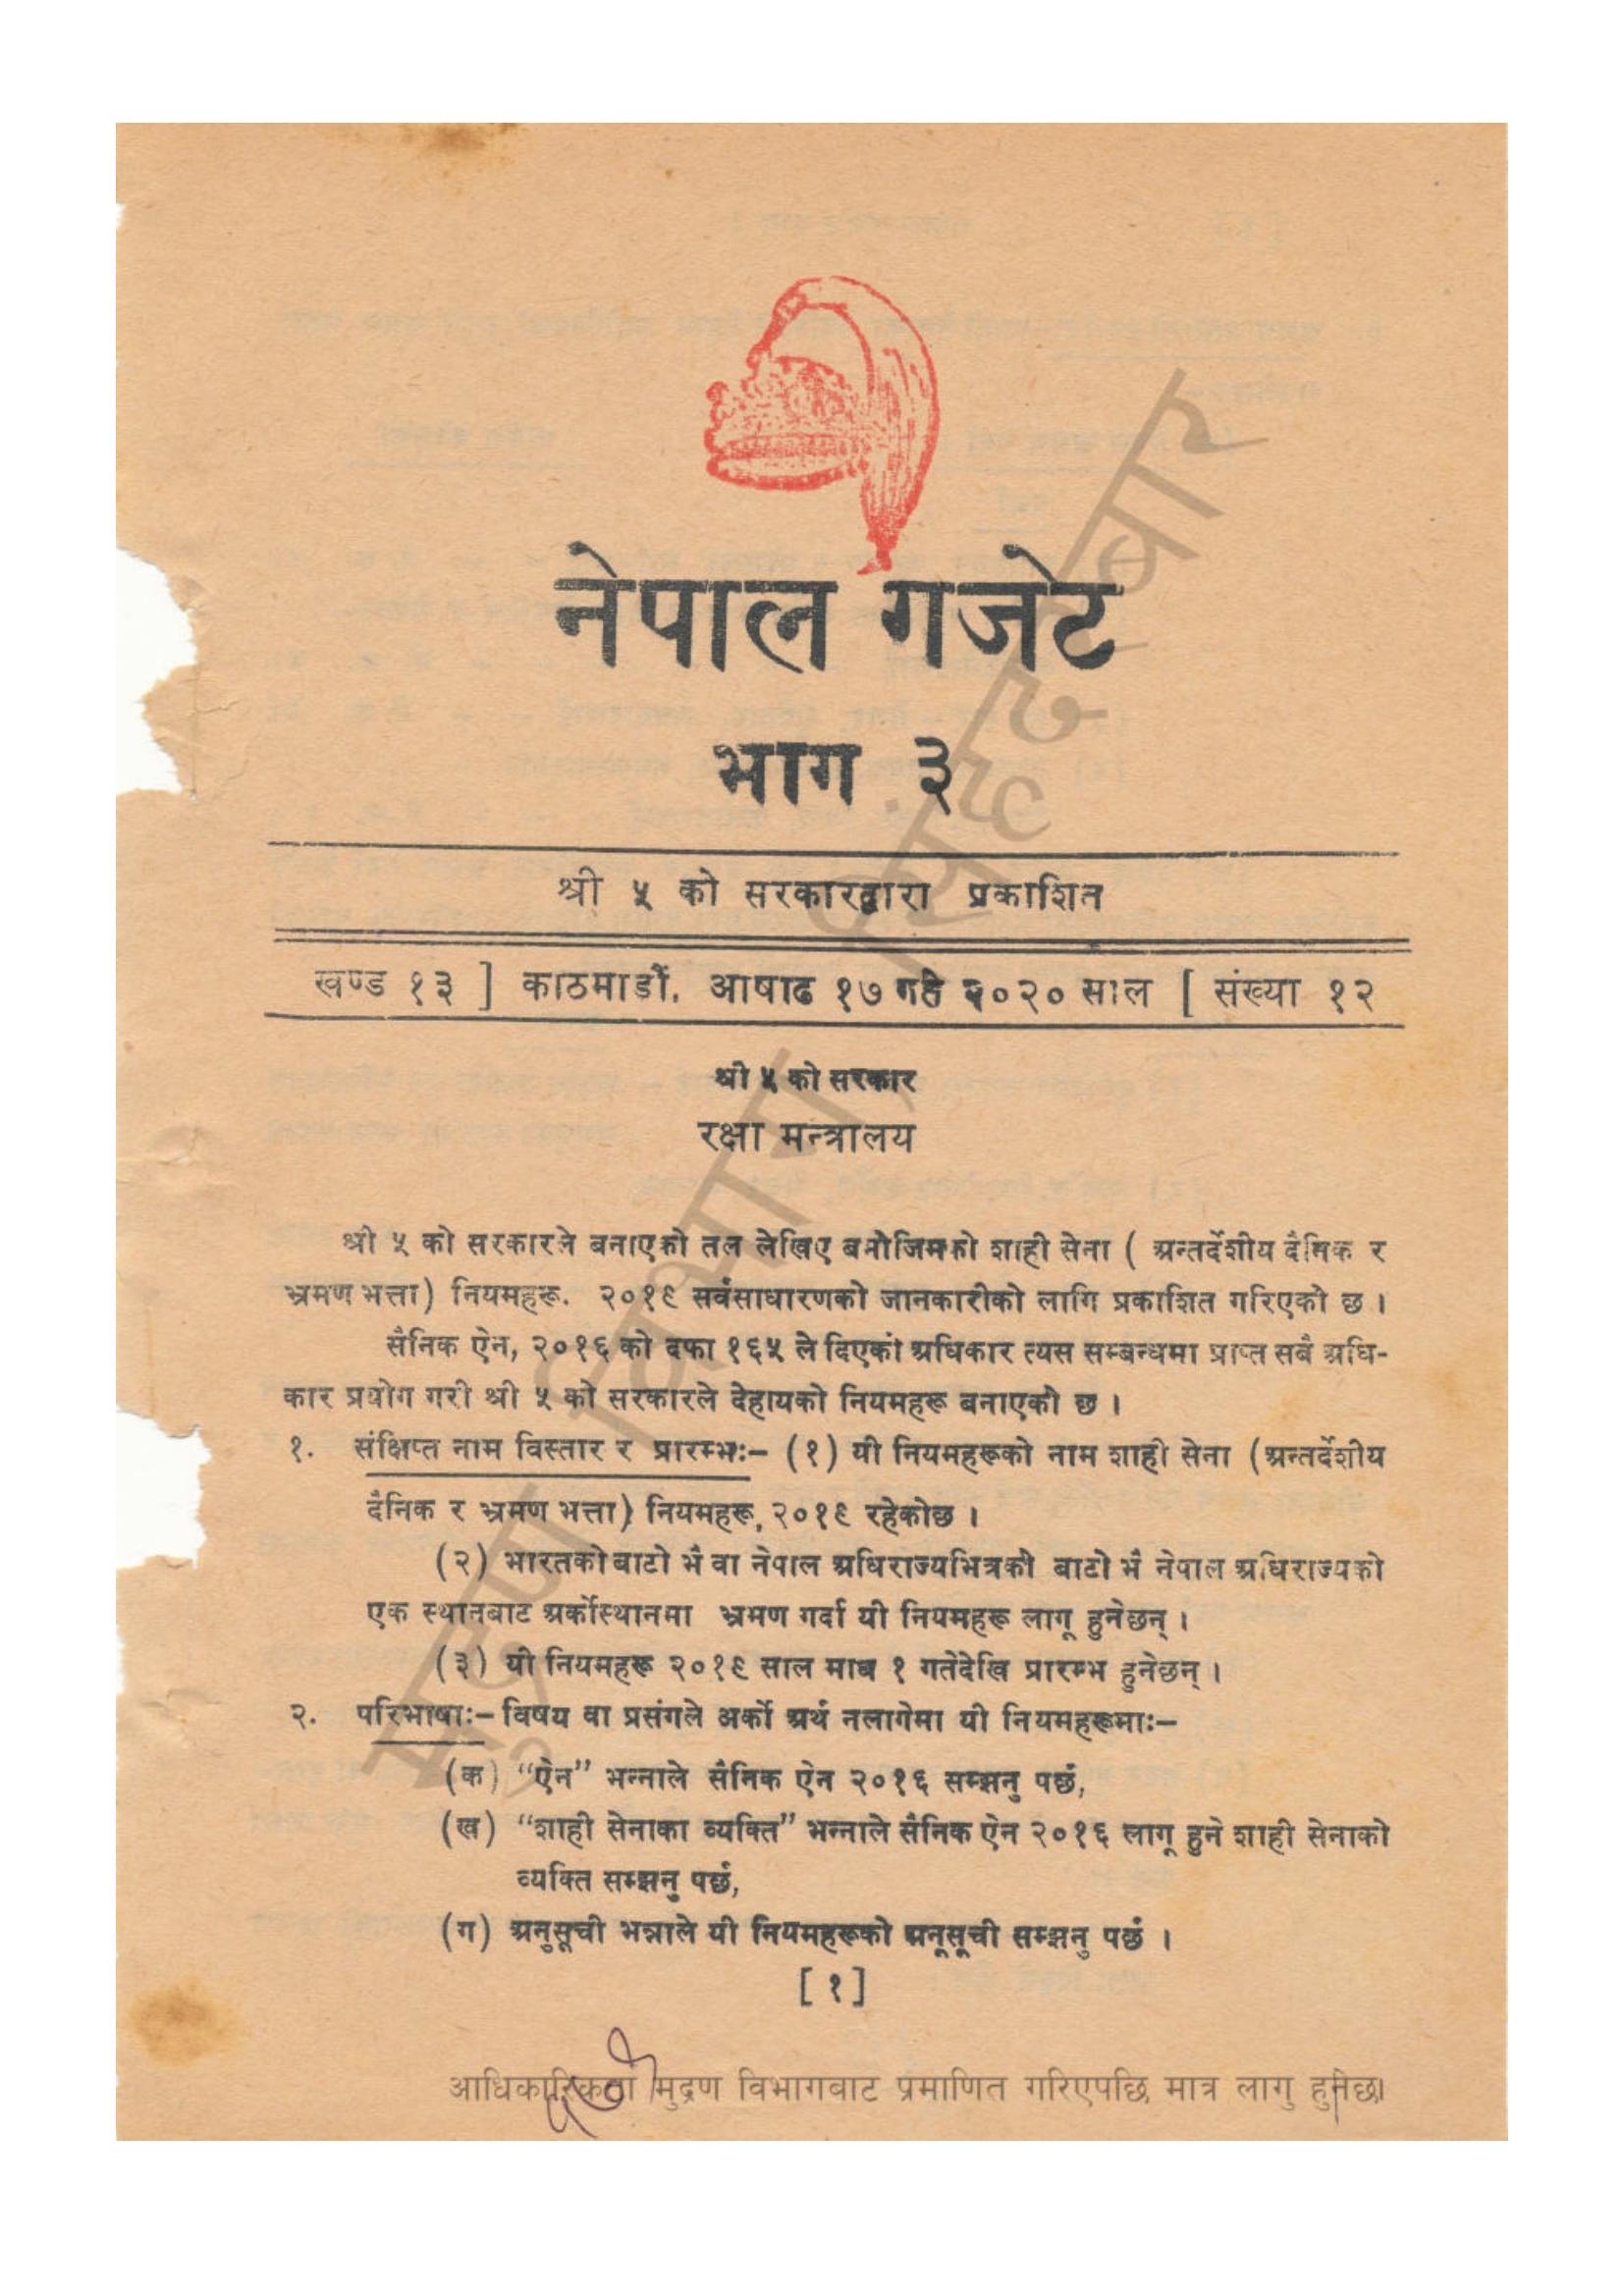 नेपाल गजेट
भाग ३
श्री ५ को सरकारद्वारा प्रकाशित
खण्ड १३ ] काठमाडौं, आषाढ १७ गते २०२० साल [ संख्या १२
श्री ५ को सरकार
रक्षा मन्त्रालय
श्री ५ को सरकारले बनाएको तल लेखिए बमोजिमको शाही सेना ( अन्तर्देशीय दैनिक र
भ्रमण भत्ता) नियमहरू. २०१९ सर्वसाधारणको जानकारीको लागि प्रकाशित गरिएको छ ।
सैनिक ऐन, २०१६ को दफा १६५ ले दिएको अधिकार त्यस सम्बन्धमा प्राप्त सबै अधि-
कार प्रयोग गरी श्री ५ को सरकारले देहायको नियमहरू बनाएको छ ।
१. संक्षिप्त नाम विस्तार र प्रारम्भः– (१) यी नियमहरूको नाम शाही सेना (अन्तर्देशीय
दैनिक र भ्रमण भत्ता) नियमहरू, २०१९ रहेकोछ ।
(२) भारतको बाटो भै वा नेपाल अधिराज्यभित्रको बाटो भै नेपाल अधिराज्यको
एक स्थानबाट अर्कोस्थानमा भ्रमण गर्दा यी नियमहरू लागू हुनेछन् ।
(३) यी नियमहरू २०१९ साल माघ १ गतेदेखि प्रारम्भ हुनेछन् ।
२. परिभाषाः– विषय वा प्रसंगले अर्को अर्थ नलागेमा यी नियमहरूमाः–
(क) “ऐन” भन्नाले सैनिक ऐन २०१६ सम्झनु पर्छ,
(ख) “शाही सेनाका व्यक्ति” भन्नाले सैनिक ऐन २०१६ लागू हुने शाही सेनाको
व्यक्ति सम्झनु पर्छ,
(ग) अनुसूची भन्नाले यी नियमहरूको अनूसूची सम्झनु पर्छ ।
[ १ ]
आधिकारिकता मुद्रण विभागबाट प्रमाणित गरिएपछि मात्र लागु हुनेछ।
मुद्रण विभाग, सिंहदरबार